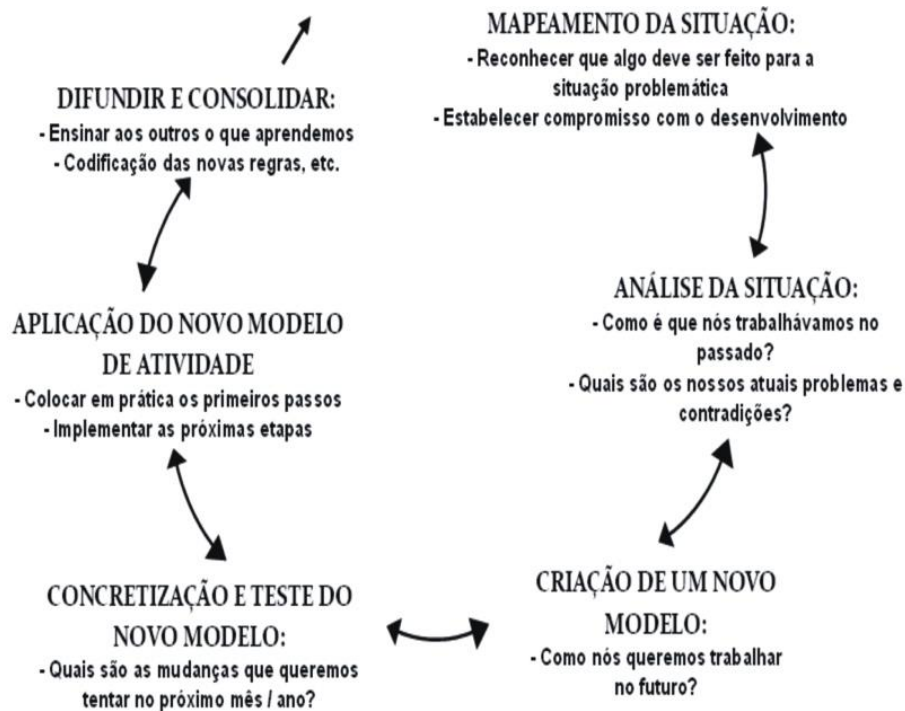 MAPEAMENTO DA SITUAÇÃO:
- Reconhecer que algo deve ser feito para a
situação problemática
- Estabelecer compromisso com o desenvolvimento
ANÁLISE DA SITUAÇÃO:
- Como é que nós trabalhávamos no
passado?
- Quais são os nossos atuais problemas e
contradições?
CRIAÇÃO DE UM NOVO
MODELO:
- Como nós queremos trabalhar
no futuro?
CONCRETIZAÇÃO E TESTE DO
NOVO MODELO:
- Quais são as mudanças que queremos
tentar no próximo mês / ano?
APLICAÇÃO DO NOVO MODELO
DE ATIVIDADE
- Colocar em prática os primeiros passos
- Implementar as próximas etapas
DIFUNDIR E CONSOLIDAR:
- Ensinar aos outros o que aprendemos
- Codificação das novas regras, etc.